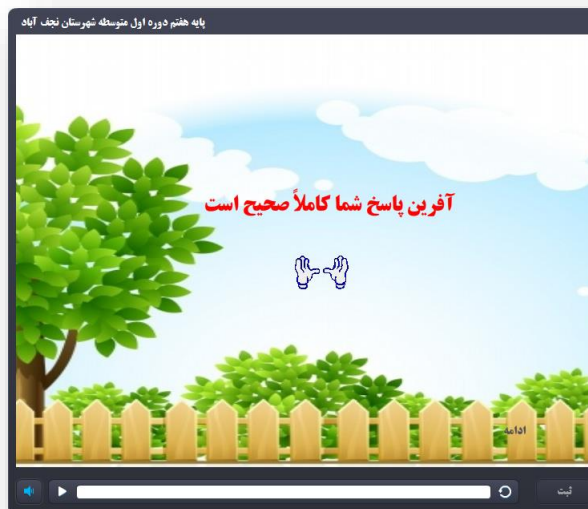 پایه هفتم دوره اول متوسطه شهرستان نجف آباد
آفرین پاسخ شما کاملاً صحیح است
ادامه
ثبت